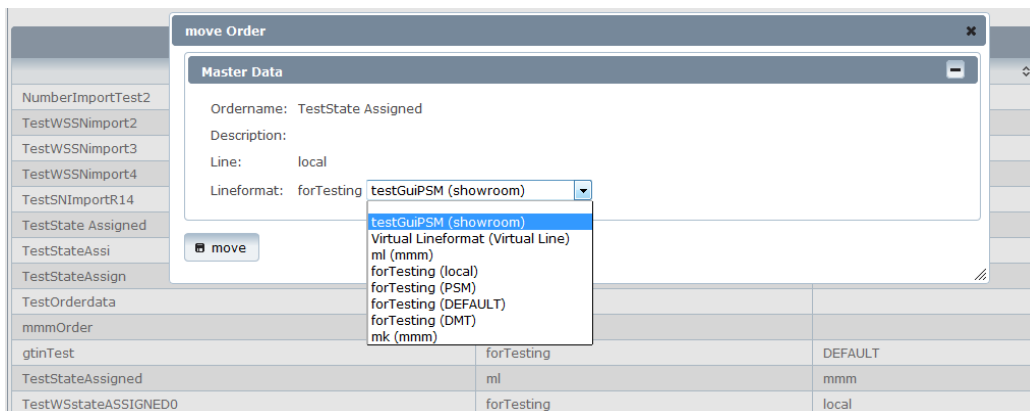 move Order
Master Data
NumberImportTest2
TestWSSNimport2
TestWSSNimport3
TestWSSNimport4
TestSNImportR14
TestState Assigned
TestStateAssi
TestStateAssign
Ordername: TestState Assigned
Description:
Line: local
Lineformat: forTesting testGuiPSM (showroom)
testGuiPSM (showroom)
Virtual Lineformat (Virtual Line)
ml (mmm)
forTesting (local)
forTesting (PSM)
forTesting (DEFAULT)
forTesting (DMT)
mk (mmm)
move
TestOrderdata
mmmOrder
gtinTest forTesting DEFAULT
TestStateAssigned ml mmm
TestWSstateASSIGNED0 forTesting local